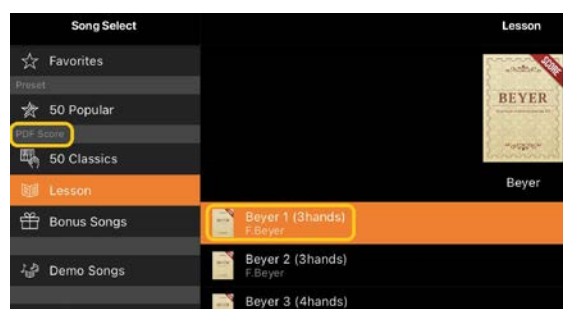 Song Select
Favorites
Preset
50 Popular
PDF Score
50 Classics
Lesson
Bonus Songs
Demo Songs
Lesson
SCORE
BEYER
Beyer
Beyer 1 (3hands)
F.Beyer
Beyer 2 (3hands)
F.Beyer
Beyer 3 (4hands)